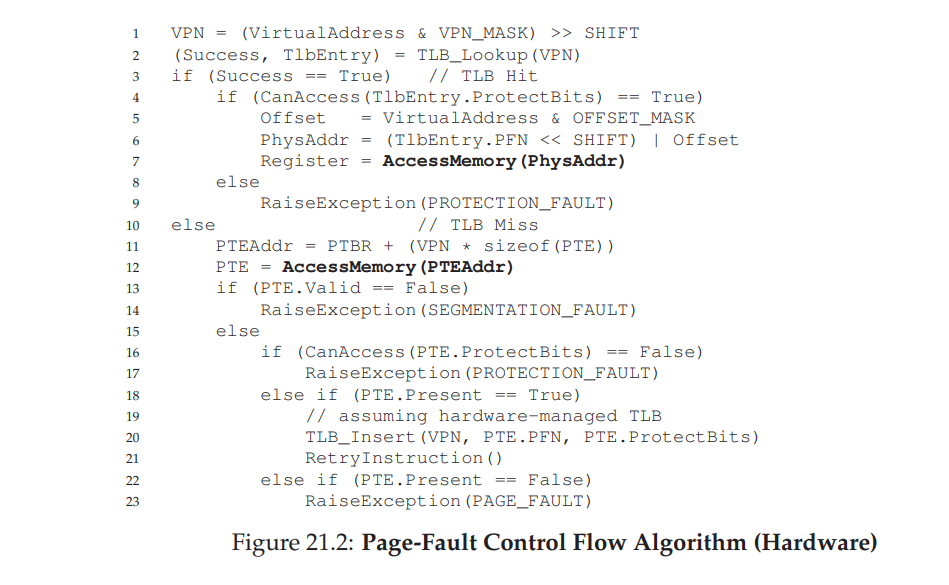 1 VPN = (VirtualAddress & VPN_MASK) >> SHIFT
2 (Success, TlbEntry) = TLB_Lookup(VPN)
3 if (Success == True) // TLB Hit
4 if (CanAccess(TlbEntry.ProtectBits) == True)
5 Offset = VirtualAddress & OFFSET_MASK
6 PhysAddr = (TlbEntry.PFN << SHIFT) | Offset
7 Register = AccessMemory(PhysAddr)
8 else
9 RaiseException(PROTECTION_FAULT)
10 else // TLB Miss
11 PTEAddr = PTBR + (VPN * sizeof(PTE))
12 PTE = AccessMemory(PTEAddr)
13 if (PTE.Valid == False)
14 RaiseException(SEGMENTATION_FAULT)
15 else
16 if (CanAccess(PTE.ProtectBits) == False)
17 RaiseException(PROTECTION_FAULT)
18 else if (PTE.Present == True)
19 // assuming hardware-managed TLB
20 TLB_Insert(VPN, PTE.PFN, PTE.ProtectBits)
21 RetryInstruction()
22 else if (PTE.Present == False)
23 RaiseException(PAGE_FAULT)
Figure 21.2: Page-Fault Control Flow Algorithm (Hardware)